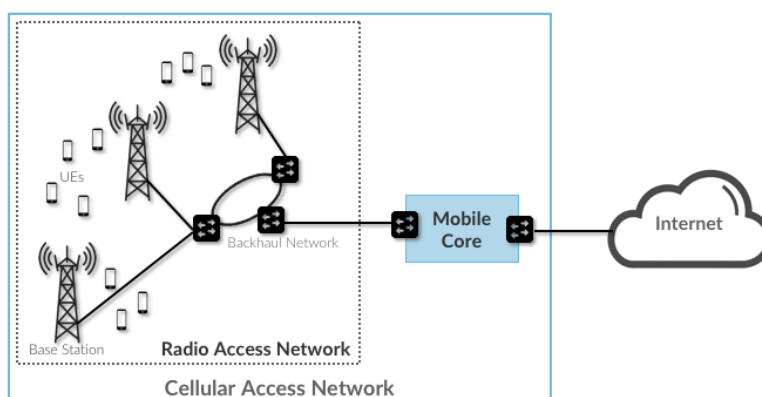 UEs
Backhaul Network
Mobile
Core
Internet
Base Station
Radio Access Network
Cellular Access Network